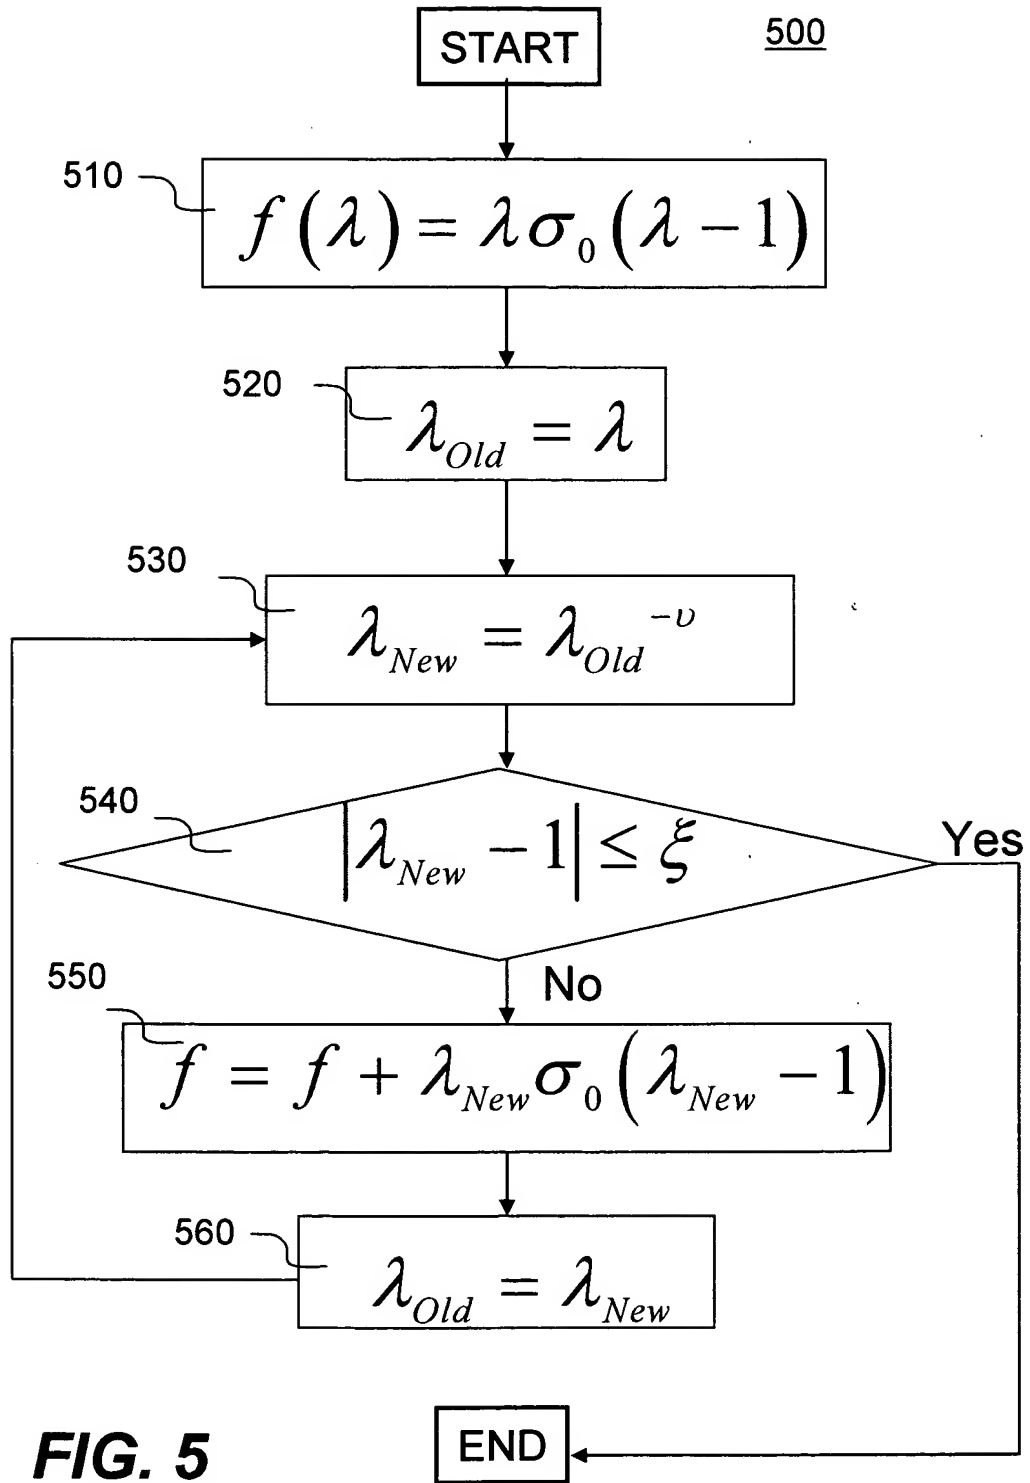 START
500
510
f(λ) = λσ₀(λ − 1)
520
λ_Old = λ
530
λ_New = λ_Old^−υ
540
|λ_New − 1| ≤ ξ
Yes
No
550
f = f + λ_New σ₀(λ_New − 1)
560
λ_Old = λ_New
END
FIG. 5